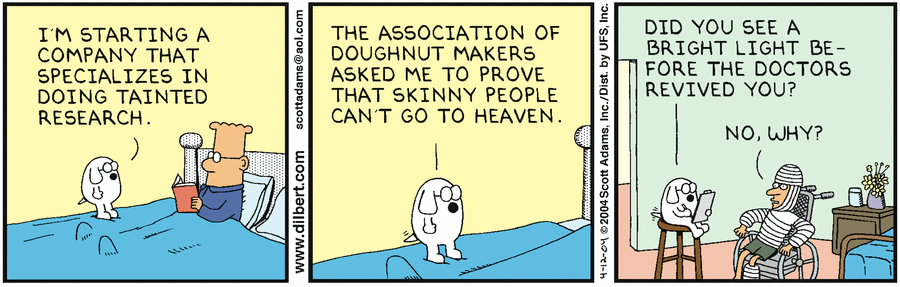 I'M STARTING A
COMPANY THAT
SPECIALIZES IN
DOING TAINTED
RESEARCH.
scottadams@aol.com
www.dilbert.com
THE ASSOCIATION OF
DOUGHNUT MAKERS
ASKED ME TO PROVE
THAT SKINNY PEOPLE
CAN'T GO TO HEAVEN.
4-12-04 © 2004 Scott Adams, Inc./Dist. by UFS, Inc.
DID YOU SEE A
BRIGHT LIGHT BE-
FORE THE DOCTORS
REVIVED YOU?
NO, WHY?